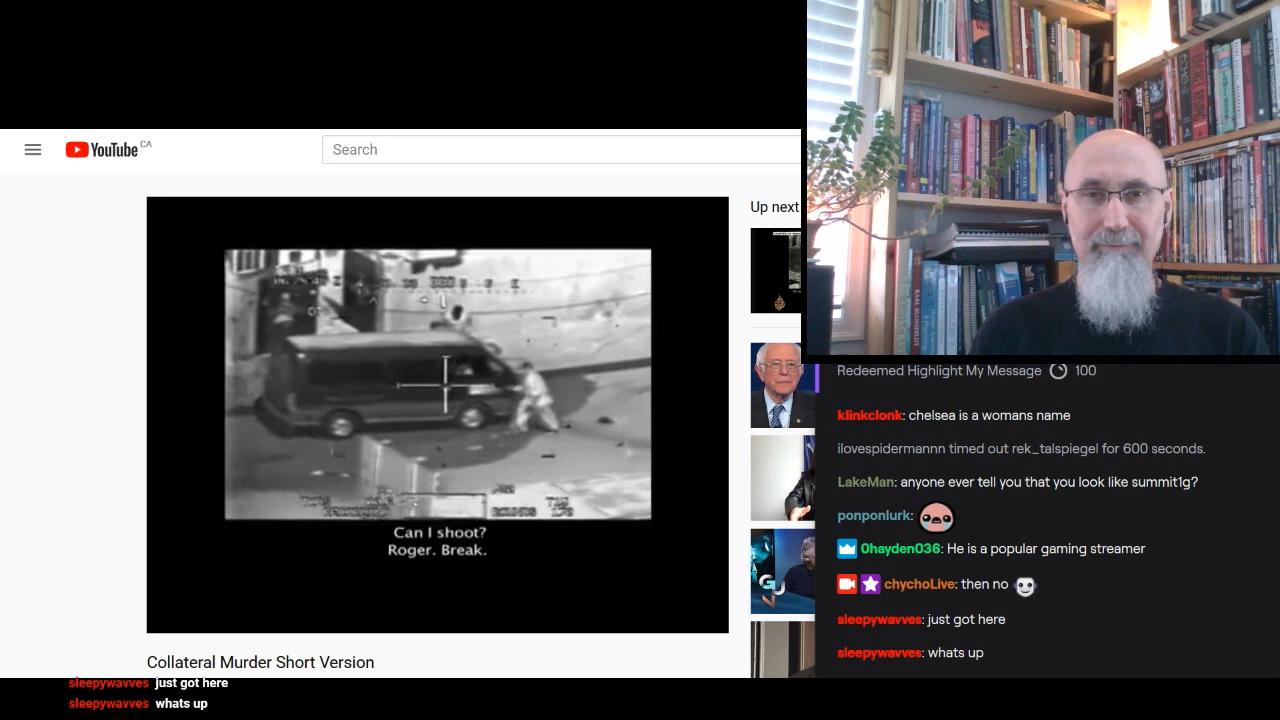 YouTube CA
Search
Up next
Can I shoot?
Roger. Break.
Collateral Murder Short Version
sleepywavves just got here
sleepywavves whats up
Redeemed Highlight My Message 100
klinkclonk: chelsea is a womans name
ilovespidermannn timed out rek_talspiegel for 600 seconds.
LakeMan: anyone ever tell you that you look like summit1g?
ponponlurk:
0hayden036: He is a popular gaming streamer
chychoLive: then no
sleepywavves: just got here
sleepywavves: whats up